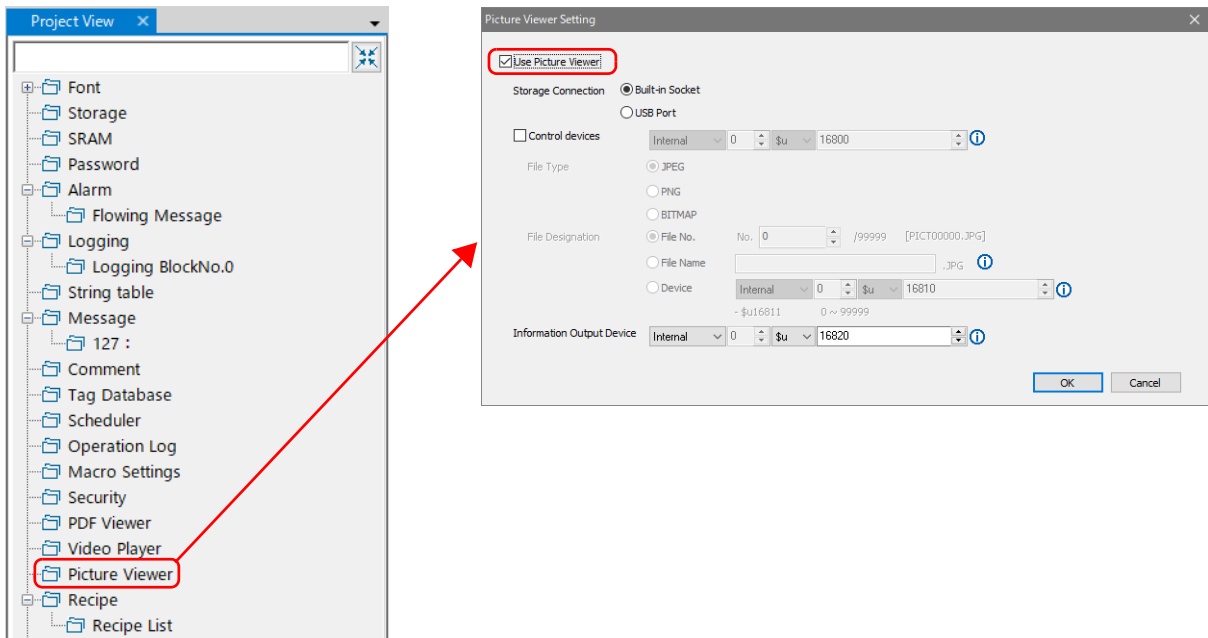 Project View
Font
Storage
SRAM
Password
Alarm
Flowing Message
Logging
Logging BlockNo.0
String table
Message
127 :
Comment
Tag Database
Scheduler
Operation Log
Macro Settings
Security
PDF Viewer
Video Player
Picture Viewer
Recipe
Recipe List
Picture Viewer Setting
Use Picture Viewer
Storage Connection Built-in Socket
USB Port
Control devices Internal 0 $u 16800
File Type JPEG
PNG
BITMAP
File Designation File No. No. 0 /99999 [PICT00000.JPG]
File Name .JPG
Device Internal 0 $u 16810
- $u16811 0 ~ 99999
Information Output Device Internal 0 $u 16820
OK Cancel